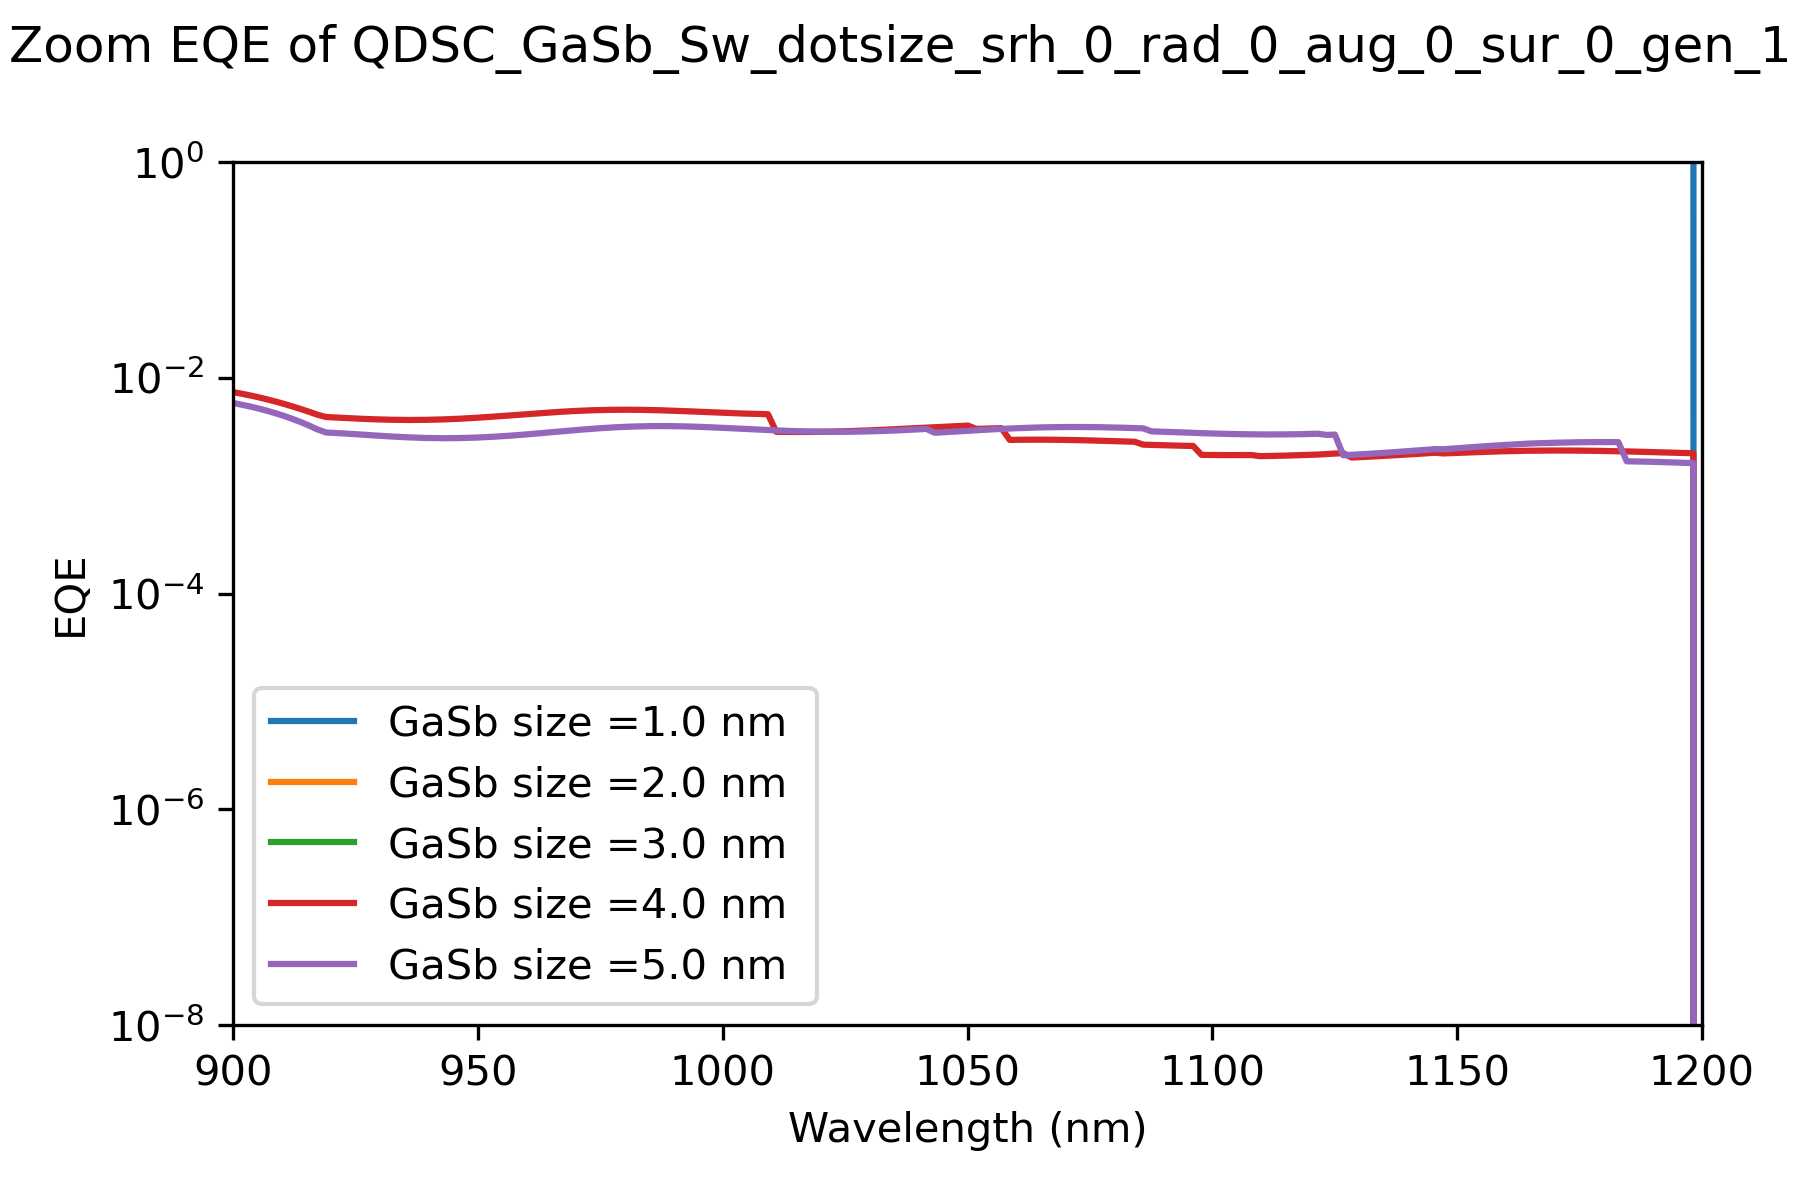 Zoom EQE of QDSC_GaSb_Sw_dotsize_srh_0_rad_0_aug_0_sur_0_gen_1
10⁰
10⁻²
10⁻⁴
10⁻⁶
10⁻⁸
EQE
GaSb size =1.0 nm
GaSb size =2.0 nm
GaSb size =3.0 nm
GaSb size =4.0 nm
GaSb size =5.0 nm
900 950 1000 1050 1100 1150 1200
Wavelength (nm)